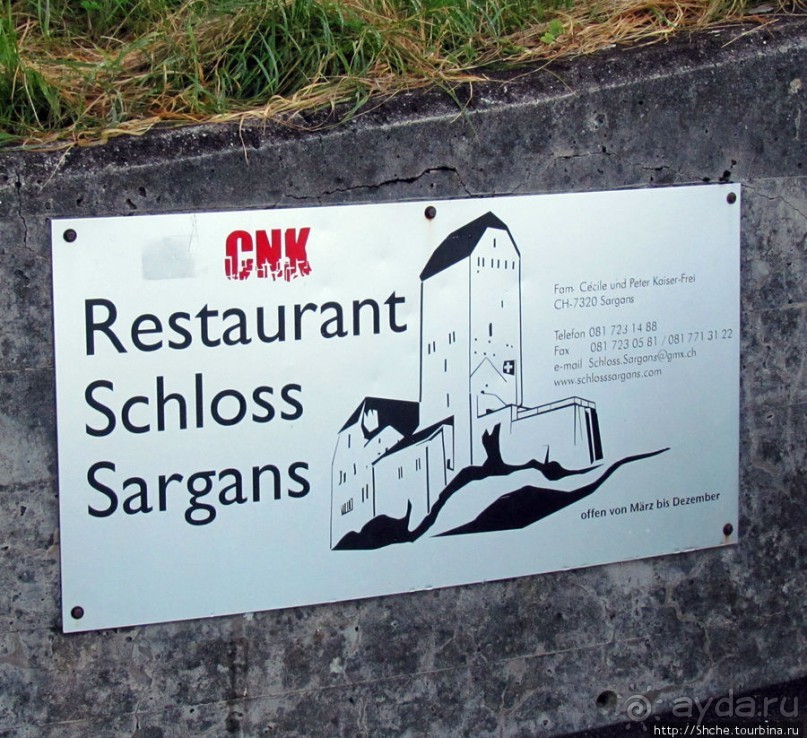 CNK
Restaurant
Schloss
Sargans
Fam. Cécile und Peter Kaiser-Frei
CH-7320 Sargans
Telefon 081 723 14 88
Fax 081 723 05 81 / 081 771 31 22
e-mail Schloss.Sargans@gmx.ch
www.schlosssargans.com
offen von März bis Dezember
ayda.ru
http://Shche.tourbina.ru